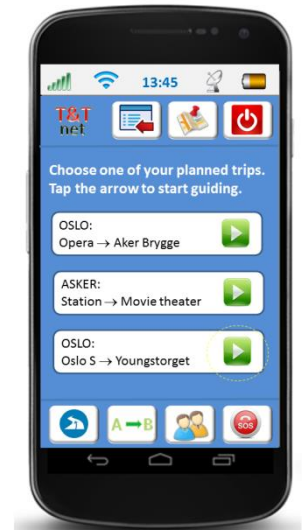 13:45
T&T
net
Choose one of your planned trips.
Tap the arrow to start guiding.
OSLO:
Opera → Aker Brygge
ASKER:
Station → Movie theater
OSLO:
Oslo S → Youngstorget
A → B
SOS